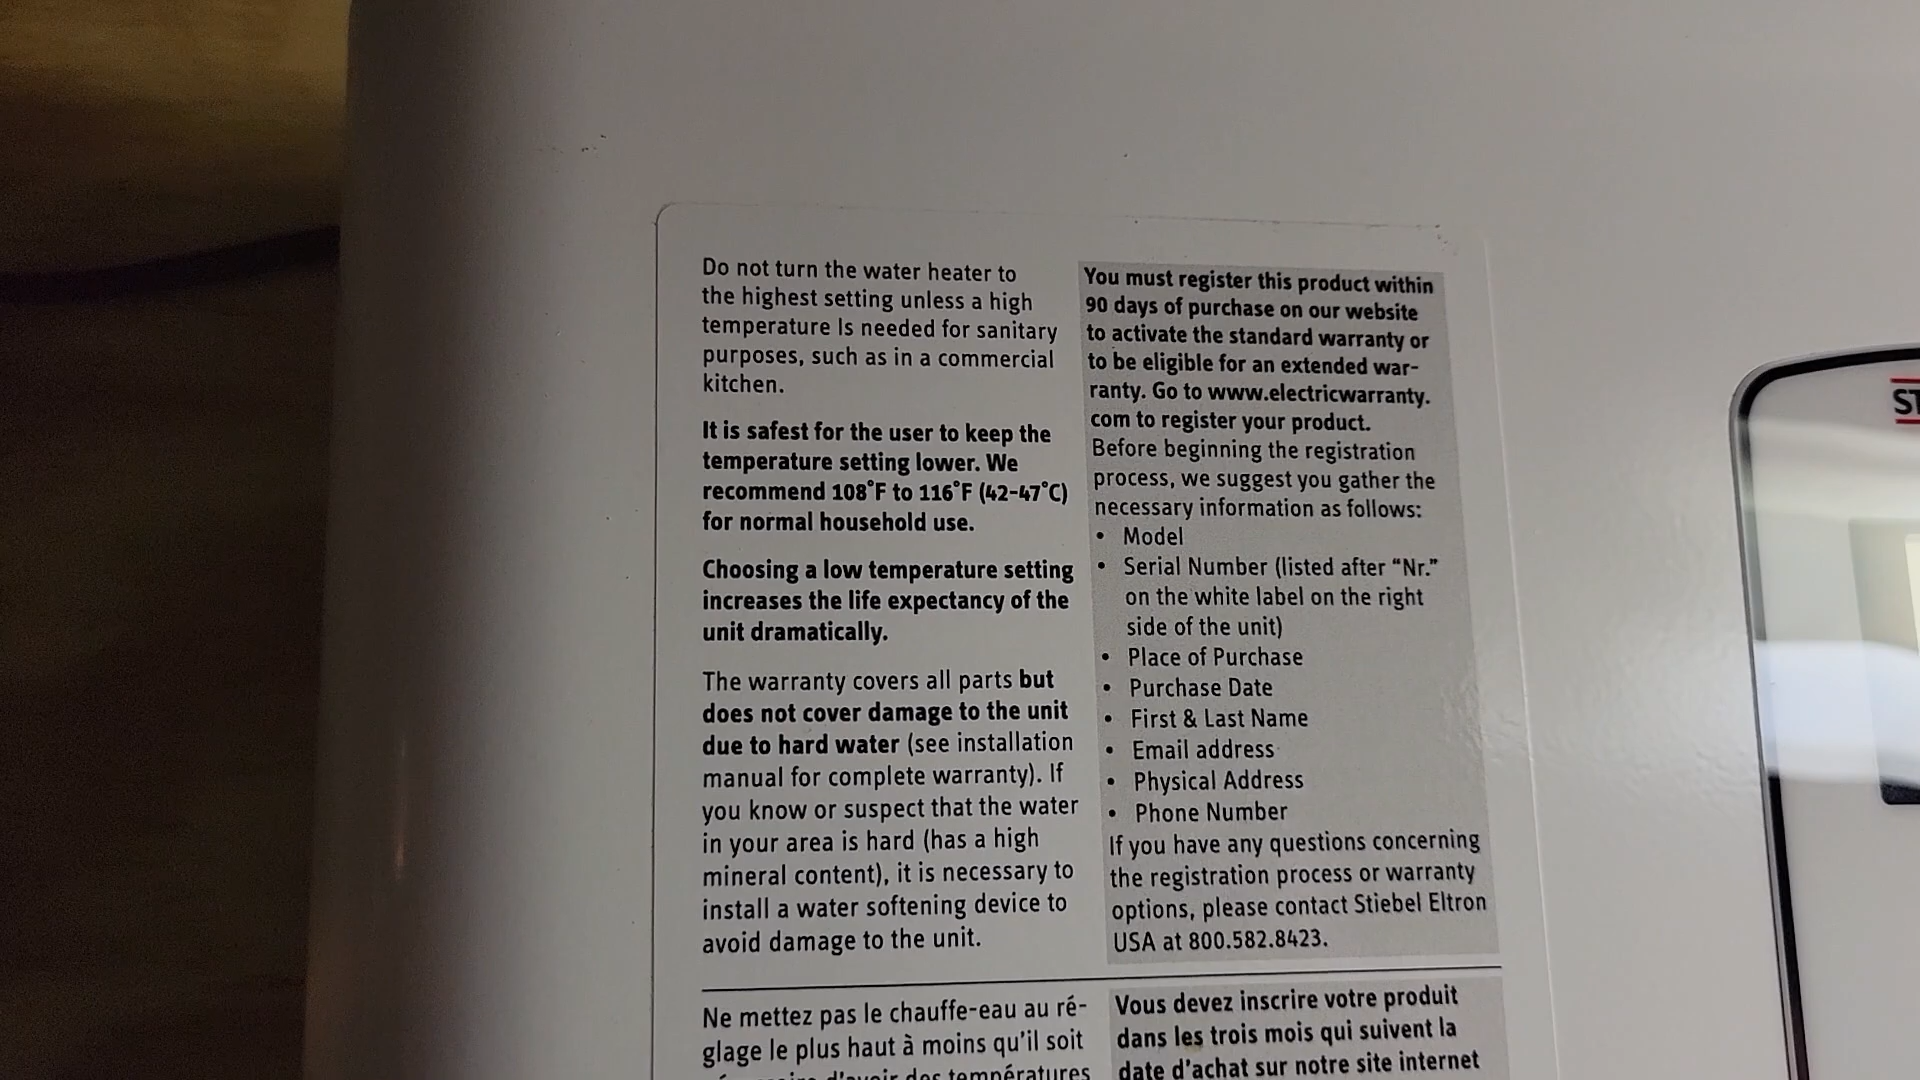 Do not turn the water heater to
the highest setting unless a high
temperature Is needed for sanitary
purposes, such as in a commercial
kitchen.
It is safest for the user to keep the
temperature setting lower. We
recommend 108°F to 116°F (42-47°C)
for normal household use.
Choosing a low temperature setting
increases the life expectancy of the
unit dramatically.
The warranty covers all parts but
does not cover damage to the unit
due to hard water (see installation
manual for complete warranty). If
you know or suspect that the water
in your area is hard (has a high
mineral content), it is necessary to
install a water softening device to
avoid damage to the unit.
You must register this product within
90 days of purchase on our website
to activate the standard warranty or
to be eligible for an extended war-
ranty. Go to www.electricwarranty.
com to register your product.
Before beginning the registration
process, we suggest you gather the
necessary information as follows:
• Model
• Serial Number (listed after “Nr.”
on the white label on the right
side of the unit)
• Place of Purchase
• Purchase Date
• First & Last Name
• Email address
• Physical Address
• Phone Number
If you have any questions concerning
the registration process or warranty
options, please contact Stiebel Eltron
USA at 800.582.8423.
Ne mettez pas le chauffe-eau au ré-
glage le plus haut à moins qu'il soit
d'avoir des températures
Vous devez inscrire votre produit
dans les trois mois qui suivent la
date d'achat sur notre site internet
ST